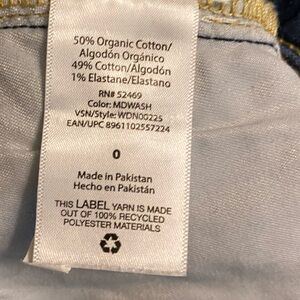 50% Organic Cotton/
Algodón Orgánico
49% Cotton/Algodón
1% Elastane/Elastano
RN# 52469
Color: MDWASH
VSN/Style: WDN00225
EAN/UPC 8961102557224
0
Made in Pakistan
Hecho en Pakistán
THIS LABEL YARN IS MADE
OUT OF 100% RECYCLED
POLYESTER MATERIALS